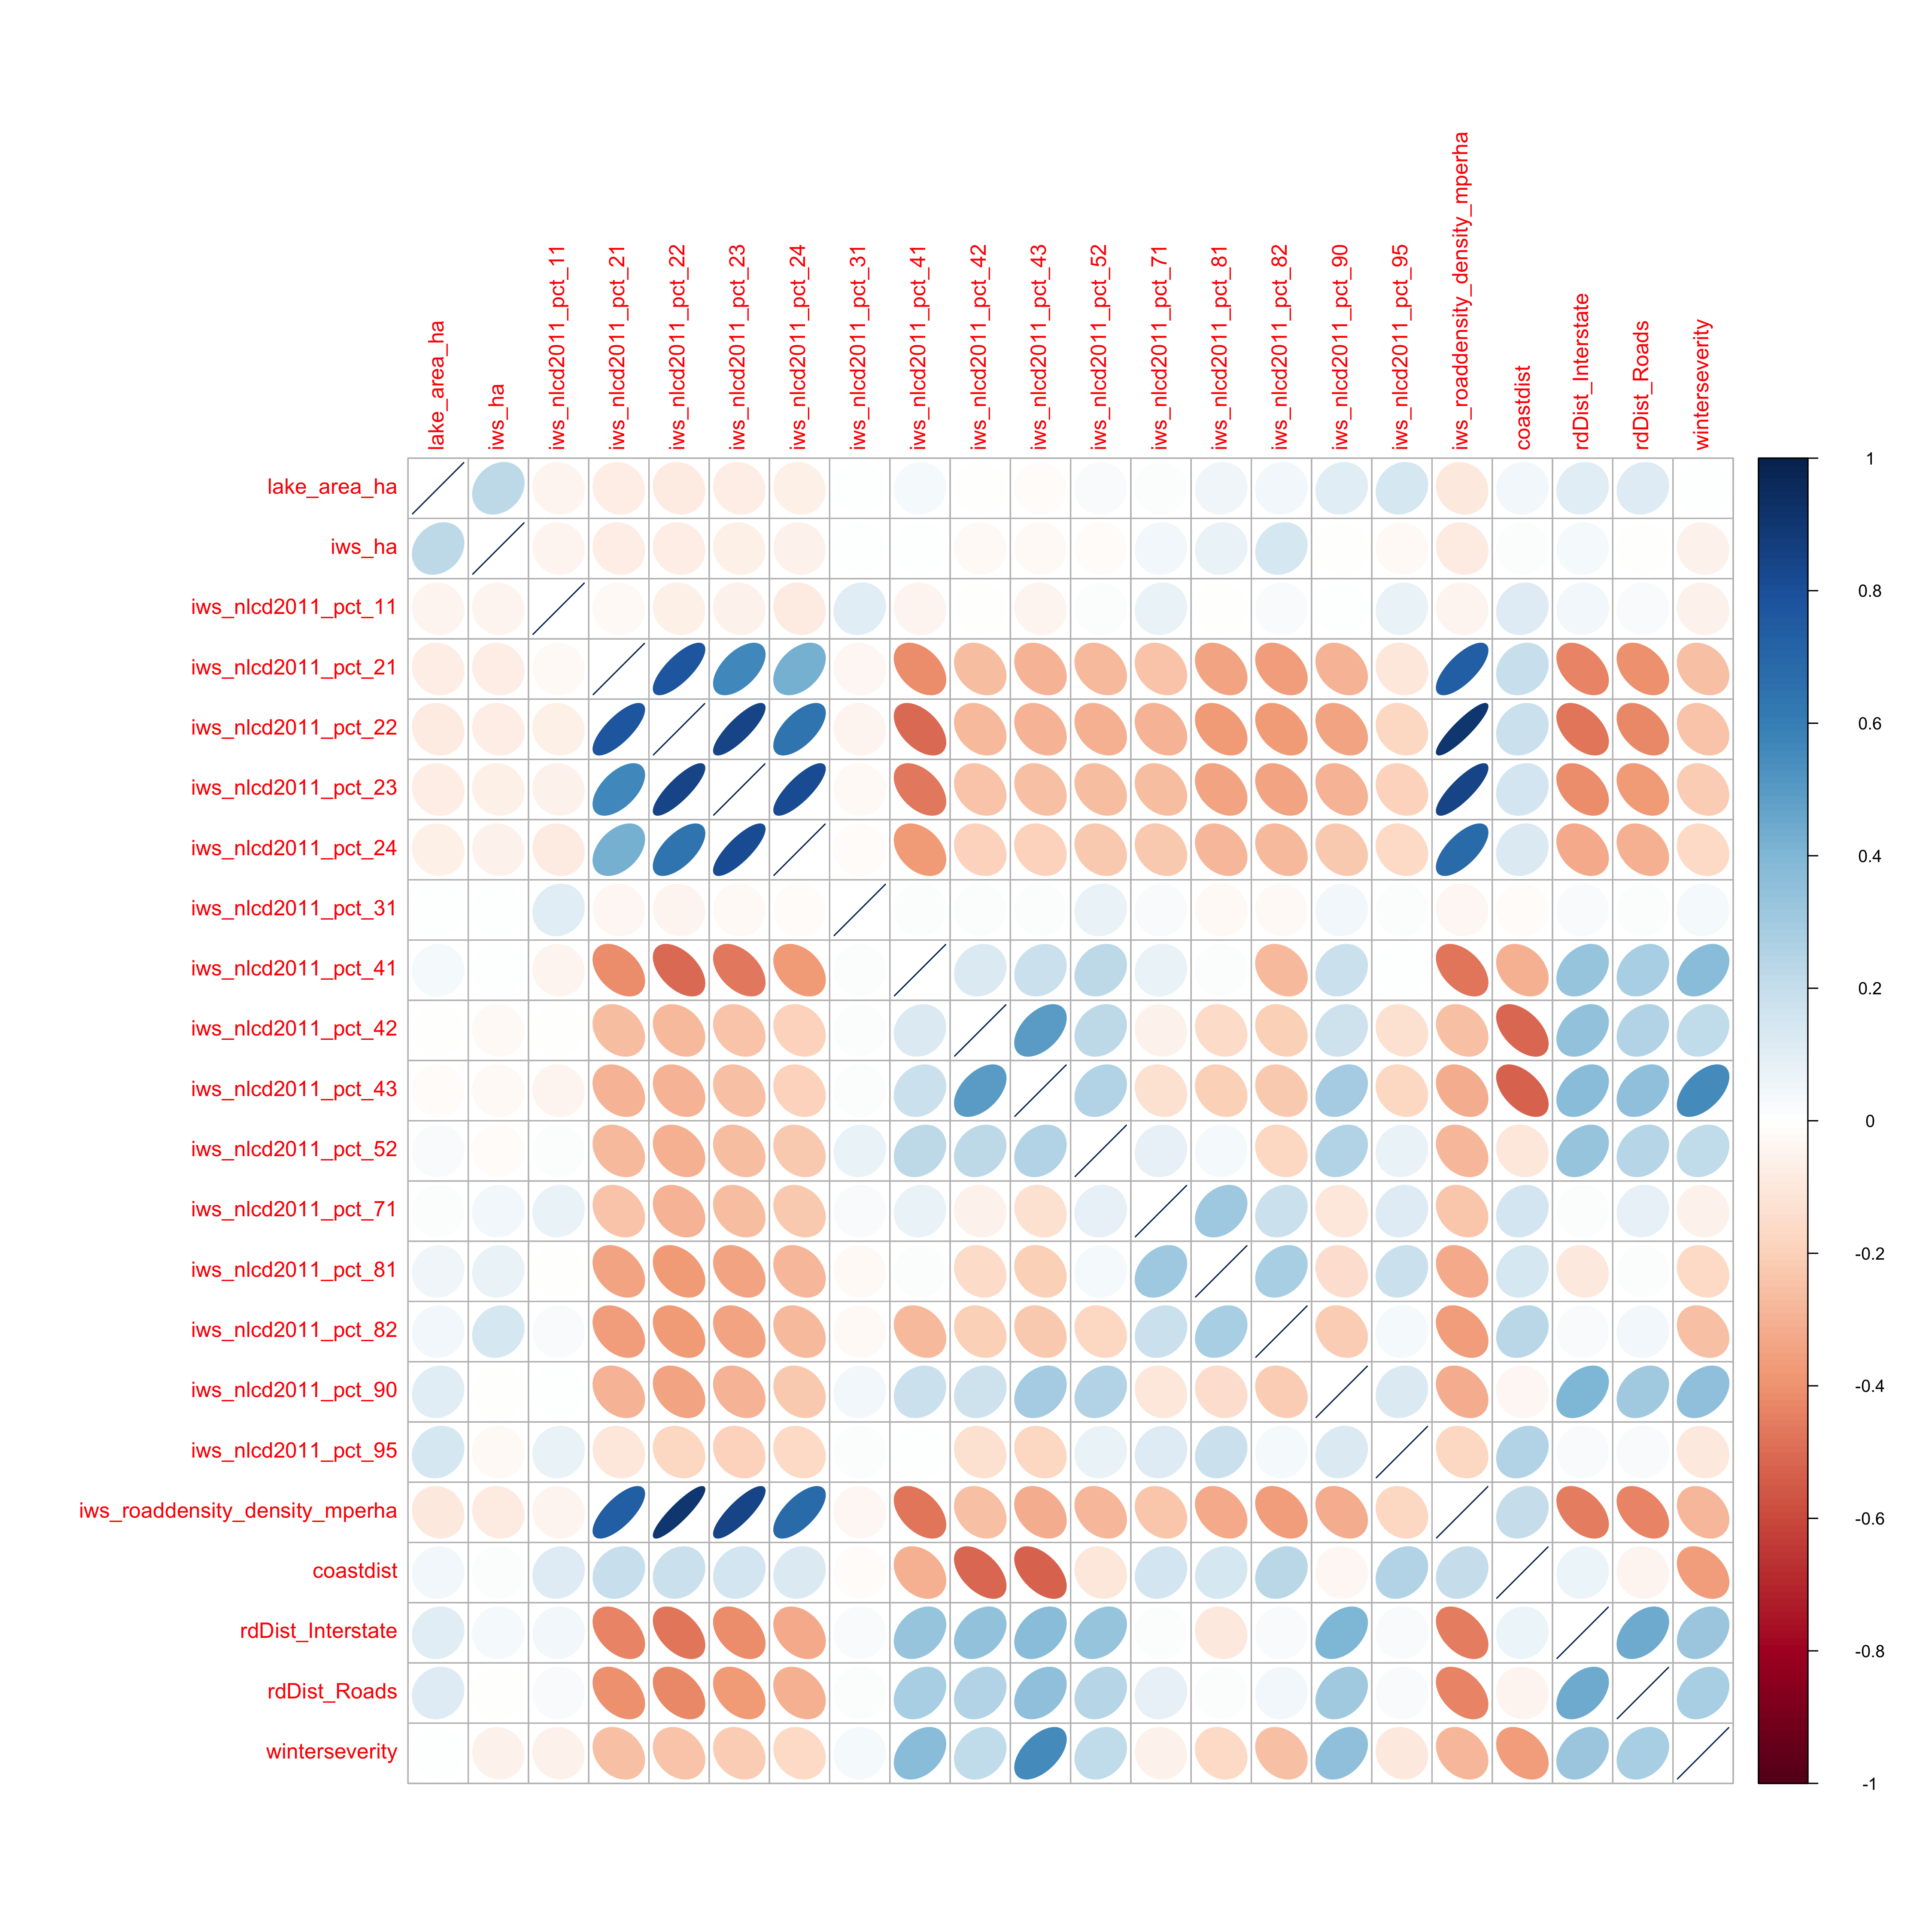 lake_area_ha
iws_ha
iws_nlcd2011_pct_11
iws_nlcd2011_pct_21
iws_nlcd2011_pct_22
iws_nlcd2011_pct_23
iws_nlcd2011_pct_24
iws_nlcd2011_pct_31
iws_nlcd2011_pct_41
iws_nlcd2011_pct_42
iws_nlcd2011_pct_43
iws_nlcd2011_pct_52
iws_nlcd2011_pct_71
iws_nlcd2011_pct_81
iws_nlcd2011_pct_82
iws_nlcd2011_pct_90
iws_nlcd2011_pct_95
iws_roaddensity_density_mperha
coastdist
rdDist_Interstate
rdDist_Roads
winterseverity
lake_area_ha
iws_ha
iws_nlcd2011_pct_11
iws_nlcd2011_pct_21
iws_nlcd2011_pct_22
iws_nlcd2011_pct_23
iws_nlcd2011_pct_24
iws_nlcd2011_pct_31
iws_nlcd2011_pct_41
iws_nlcd2011_pct_42
iws_nlcd2011_pct_43
iws_nlcd2011_pct_52
iws_nlcd2011_pct_71
iws_nlcd2011_pct_81
iws_nlcd2011_pct_82
iws_nlcd2011_pct_90
iws_nlcd2011_pct_95
iws_roaddensity_density_mperha
coastdist
rdDist_Interstate
rdDist_Roads
winterseverity
1
0.8
0.6
0.4
0.2
0
-0.2
-0.4
-0.6
-0.8
-1